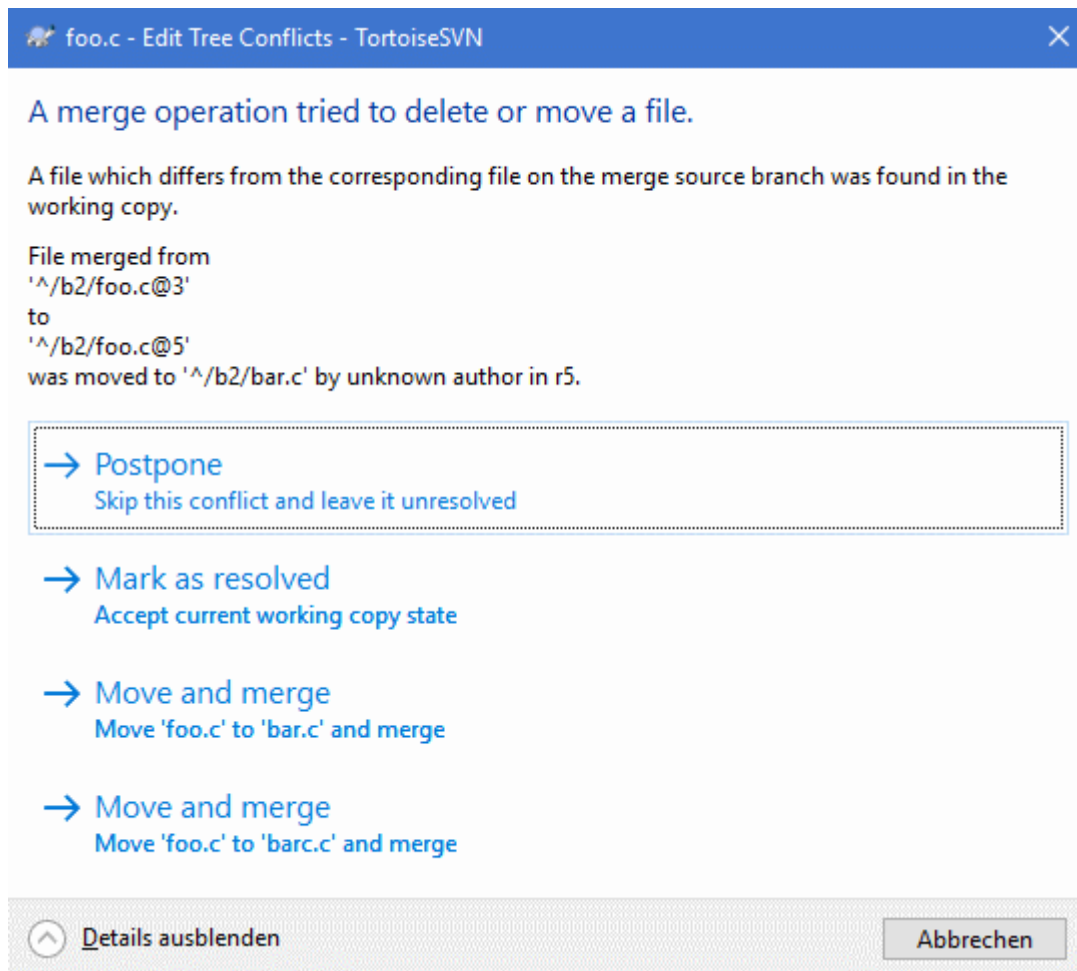 foo.c - Edit Tree Conflicts - TortoiseSVN
A merge operation tried to delete or move a file.
A file which differs from the corresponding file on the merge source branch was found in the
working copy.
File merged from
'^/b2/foo.c@3'
to
'^/b2/foo.c@5'
was moved to '^/b2/bar.c' by unknown author in r5.
Postpone
Skip this conflict and leave it unresolved
Mark as resolved
Accept current working copy state
Move and merge
Move 'foo.c' to 'bar.c' and merge
Move and merge
Move 'foo.c' to 'barc.c' and merge
Details ausblenden
Abbrechen